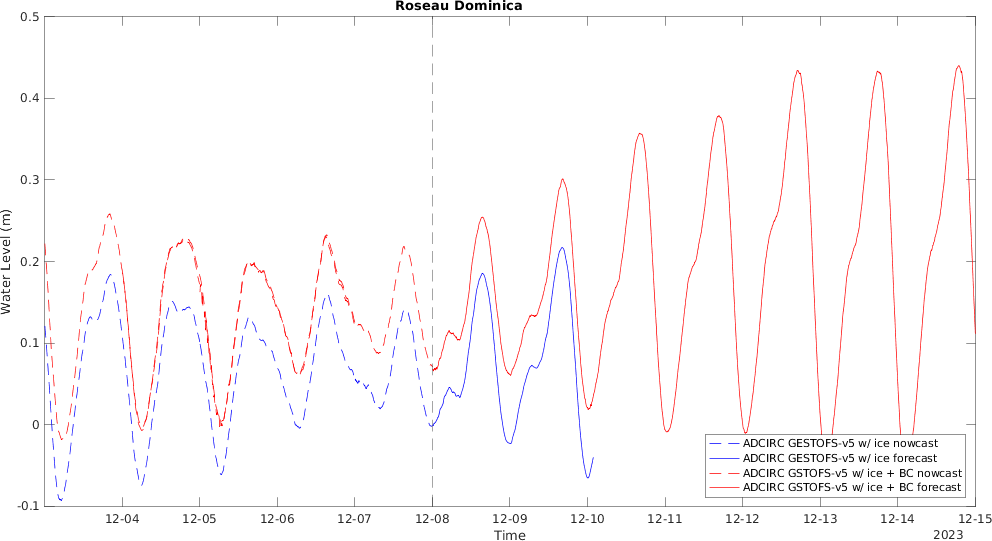 Roseau Dominica
0.5
0.4
0.3
0.2
0.1
0
-0.1
Water Level (m)
12-04 12-05 12-06 12-07 12-08 12-09 12-10 12-11 12-12 12-13 12-14 12-15
Time
2023
ADCIRC GESTOFS-v5 w/ ice nowcast
ADCIRC GESTOFS-v5 w/ ice forecast
ADCIRC GSTOFS-v5 w/ ice + BC nowcast
ADCIRC GSTOFS-v5 w/ ice + BC forecast